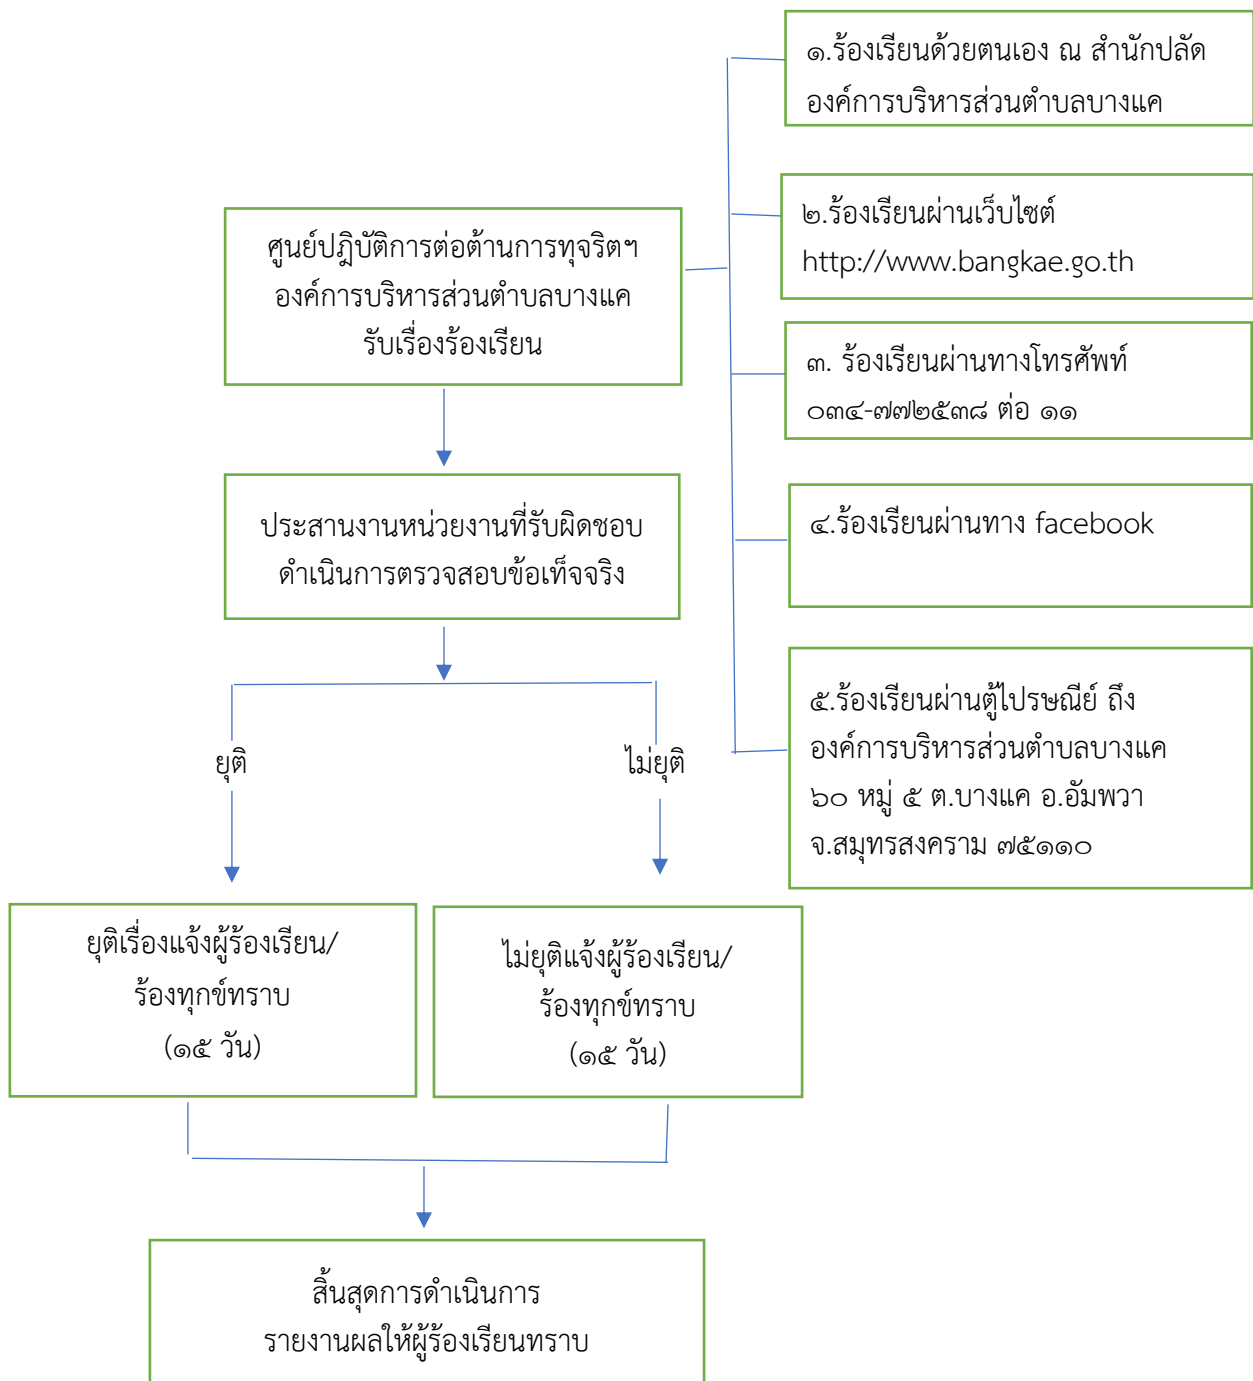 ๑.ร้องเรียนด้วยตนเอง ณ สำนักปลัด
องค์การบริหารส่วนตำบลบางแค
๒.ร้องเรียนผ่านเว็บไซต์
http://www.bangkae.go.th
ศูนย์ปฎิบัติการต่อต้านการทุจริตฯ
องค์การบริหารส่วนตำบลบางแค
รับเรื่องร้องเรียน
๓. ร้องเรียนผ่านทางโทรศัพท์
๐๓๔-๗๗๒๕๓๘ ต่อ ๑๑
ประสานงานหน่วยงานที่รับผิดชอบ
ดำเนินการตรวจสอบข้อเท็จจริง
๔.ร้องเรียนผ่านทาง facebook
๕.ร้องเรียนผ่านตู้ไปรษณีย์ ถึง
องค์การบริหารส่วนตำบลบางแค
๖๐ หมู่ ๕ ต.บางแค อ.อัมพวา
จ.สมุทรสงคราม ๗๕๑๑๐
ยุติ
ไม่ยุติ
ยุติเรื่องแจ้งผู้ร้องเรียน/
ร้องทุกข์ทราบ
(๑๕ วัน)
ไม่ยุติแจ้งผู้ร้องเรียน/
ร้องทุกข์ทราบ
(๑๕ วัน)
สิ้นสุดการดำเนินการ
รายงานผลให้ผู้ร้องเรียนทราบ